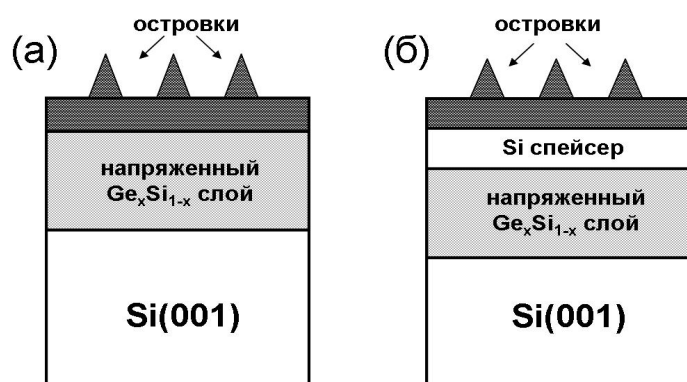 (а)
островки
напряженный
GeₓSi₁₋ₓ слой
Si(001)
(б)
островки
Si спейсер
напряженный
GeₓSi₁₋ₓ слой
Si(001)